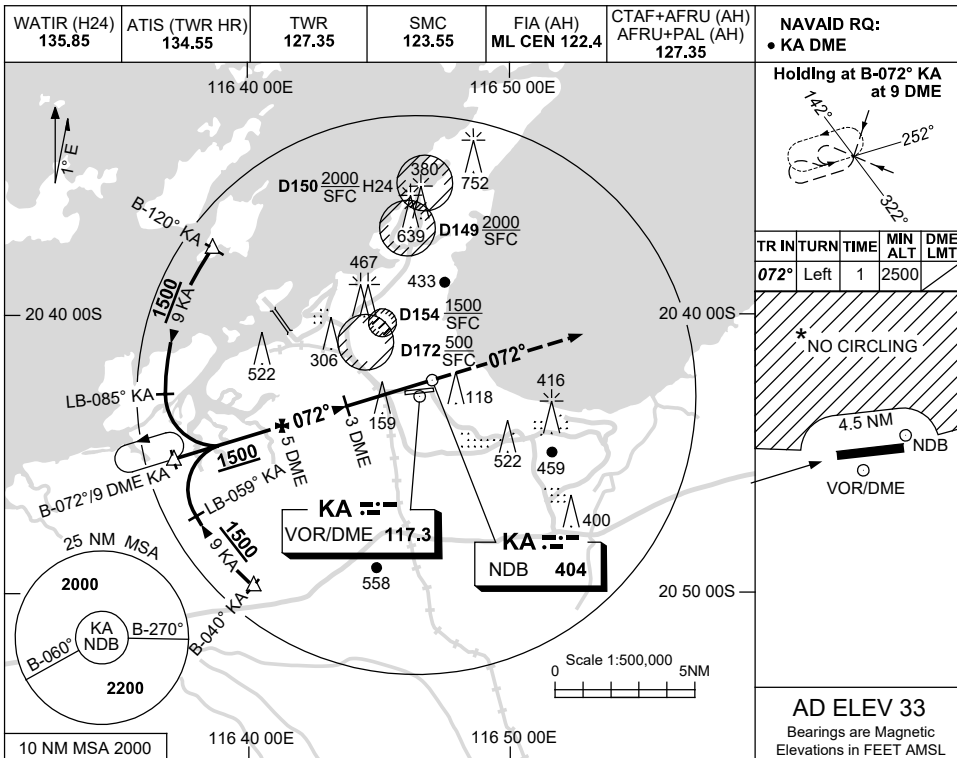 WATIR (H24)
135.85
ATIS (TWR HR)
134.55
TWR
127.35
SMC
123.55
FIA (AH)
ML CEN 122.4
CTAF+AFRU (AH)
AFRU+PAL (AH)
127.35
NAVAID RQ:
• KA DME
116 40 00E
116 50 00E
1° E
B-120° KA
1500
9 KA
D150 2000
SFC H24
380
752
639
D149 2000
SFC
467
433
20 40 00S
20 40 00S
D154 1500
SFC
D172 500
SFC
522
306
072°
LB-085° KA
072°
118
416
159
3 DME
5 DME
1500
522
459
B-072°/9 DME KA
LB-059° KA
KA
VOR/DME 117.3
KA
NDB 404
400
1500
9 KA
B-040° KA
558
20 50 00S
25 NM MSA
2000
KA
NDB
B-060°
B-270°
2200
Scale 1:500,000
0
5NM
10 NM MSA 2000
116 40 00E
116 50 00E
Holding at B-072° KA
at 9 DME
142°
252°
322°
TR IN TURN TIME MIN ALT DME LMT
072° Left 1 2500
*NO CIRCLING
4.5 NM
NDB
VOR/DME
AD ELEV 33
Bearings are Magnetic
Elevations in FEET AMSL